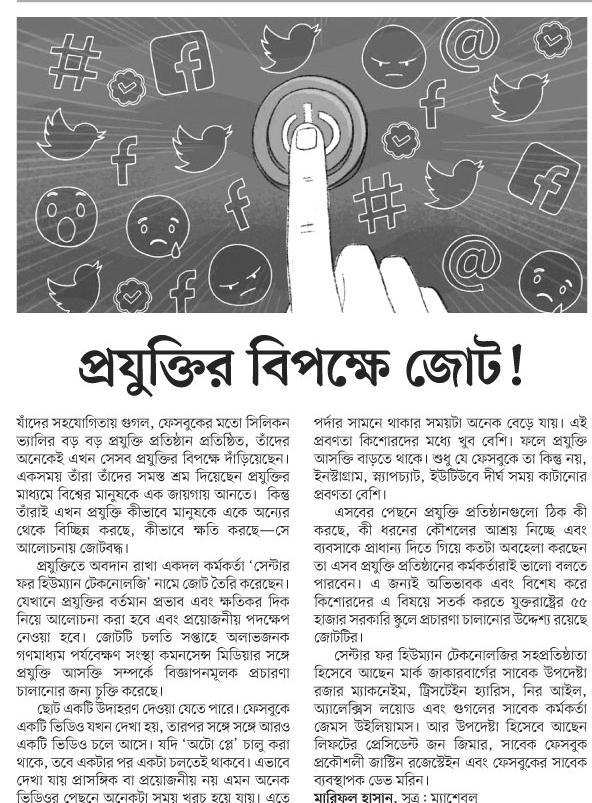 প্রযুক্তির বিপক্ষে জোট!
যাঁদের সহযোগিতায় গুগল, ফেসবুকের মতো সিলিকন
ভ্যালির বড় বড় প্রযুক্তি প্রতিষ্ঠান প্রতিষ্ঠিত, তাঁদের
অনেকেই এখন সেসব প্রযুক্তির বিপক্ষে দাঁড়িয়েছেন।
একসময় তাঁরা তাঁদের সমস্ত শ্রম দিয়েছেন প্রযুক্তির
মাধ্যমে বিশ্বের মানুষকে এক জায়গায় আনতে। কিন্তু
তাঁরাই এখন প্রযুক্তি কীভাবে মানুষকে একে অন্যের
থেকে বিচ্ছিন্ন করছে, কীভাবে ক্ষতি করছে—সে
আলোচনায় জোটবদ্ধ।
প্রযুক্তিতে অবদান রাখা একদল কর্মকর্তা ‘সেন্টার
ফর হিউম্যান টেকনোলজি’ নামে জোট তৈরি করেছেন।
যেখানে প্রযুক্তির বর্তমান প্রভাব এবং ক্ষতিকর দিক
নিয়ে আলোচনা করা হবে এবং প্রয়োজনীয় পদক্ষেপ
নেওয়া হবে। জোটটি চলতি সপ্তাহে অলাভজনক
গণমাধ্যম পর্যবেক্ষণ সংস্থা কমনসেন্স মিডিয়ার সঙ্গে
প্রযুক্তি আসক্তি সম্পর্কে বিজ্ঞাপনমূলক প্রচারণা
চালানোর জন্য চুক্তি করেছে।
ছোট একটি উদাহরণ দেওয়া যেতে পারে। ফেসবুকে
একটি ভিডিও যখন দেখা হয়, তারপর সঙ্গে সঙ্গে আরও
একটি ভিডিও চলে আসে। যদি ‘অটো প্লে’ চালু করা
থাকে, তবে একটার পর একটা চলতেই থাকবে। এভাবে
দেখা যায় প্রাসঙ্গিক বা প্রয়োজনীয় নয় এমন অনেক
ভিডিওর পেছনে অনেকটা সময় খরচ হয়ে যায়। এতে
পর্দার সামনে থাকার সময়টা অনেক বেড়ে যায়। এই
প্রবণতা কিশোরদের মধ্যে খুব বেশি। ফলে প্রযুক্তি
আসক্তি বাড়তে থাকে। শুধু যে ফেসবুকে তা কিন্তু নয়,
ইনস্টাগ্রাম, স্ন্যাপচ্যাট, ইউটিউবে দীর্ঘ সময় কাটানোর
প্রবণতা বেশি।
এসবের পেছনে প্রযুক্তি প্রতিষ্ঠানগুলো ঠিক কী
করছে, কী ধরনের কৌশলের আশ্রয় নিচ্ছে এবং
ব্যবসাকে প্রাধান্য দিতে গিয়ে কতটা অবহেলা করছেন
তা এসব প্রযুক্তি প্রতিষ্ঠানের কর্মকর্তারাই ভালো বলতে
পারবেন। এ জন্যই অভিভাবক এবং বিশেষ করে
কিশোরদের এ বিষয়ে সতর্ক করতে যুক্তরাষ্ট্রের ৫৫
হাজার সরকারি স্কুলে প্রচারণা চালানোর উদ্দেশ্য রয়েছে
জোটটির।
সেন্টার ফর হিউম্যান টেকনোলজির সহপ্রতিষ্ঠাতা
হিসেবে আছেন মার্ক জাকারবার্গের সাবেক উপদেষ্টা
রজার ম্যাকনেইম, ট্রিসটেইন হ্যারিস, নির আইল,
অ্যালেক্সিস লয়োড এবং গুগলের সাবেক কর্মকর্তা
জেমস উইলিয়ামস। আর উপদেষ্টা হিসেবে আছেন
লিফটের প্রেসিডেন্ট জন জিমার, সাবেক ফেসবুক
প্রকৌশলী জাস্টিন রজেস্টেইন এবং ফেসবুকের সাবেক
ব্যবস্থাপক ডেভ মরিন।
মারিফুল হাসান, সূত্র: ম্যাশেবল